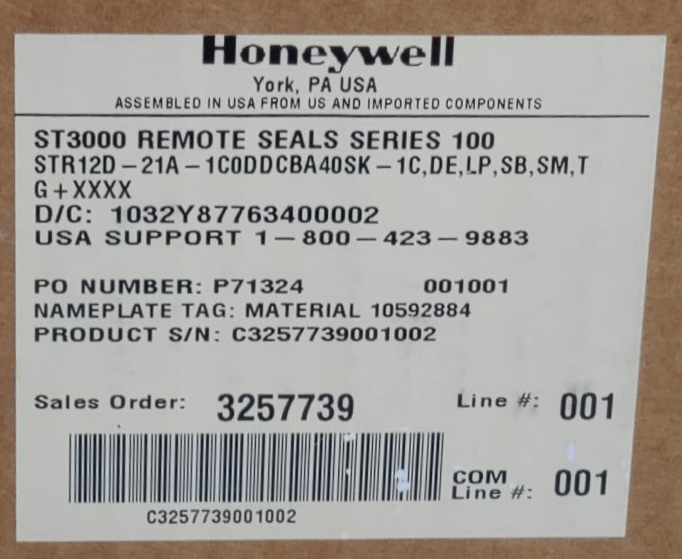 Honeywell
York, PA USA
ASSEMBLED IN USA FROM US AND IMPORTED COMPONENTS
ST3000 REMOTE SEALS SERIES 100
STR12D – 21A – 1C0DDCBA40SK – 1C,DE,LP,SB,SM,T
G+XXXX
D/C: 1032Y87763400002
USA SUPPORT 1 – 800 – 423 – 9883
PO NUMBER: P71324 001001
NAMEPLATE TAG: MATERIAL 10592884
PRODUCT S/N: C3257739001002
Sales Order: 3257739 Line #: 001
COM
Line #: 001
C3257739001002